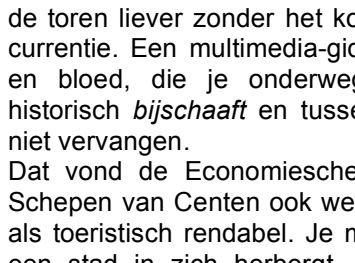 de toren liever zonder het ko
currentie. Een multimedia-gid
en bloed, die je onderweg
historisch bijschaaft en tusse
niet vervangen.
Dat vond de Economiesche
Schepen van Centen ook we
als toeristisch rendabel. Je m
een stad in zich herbergt